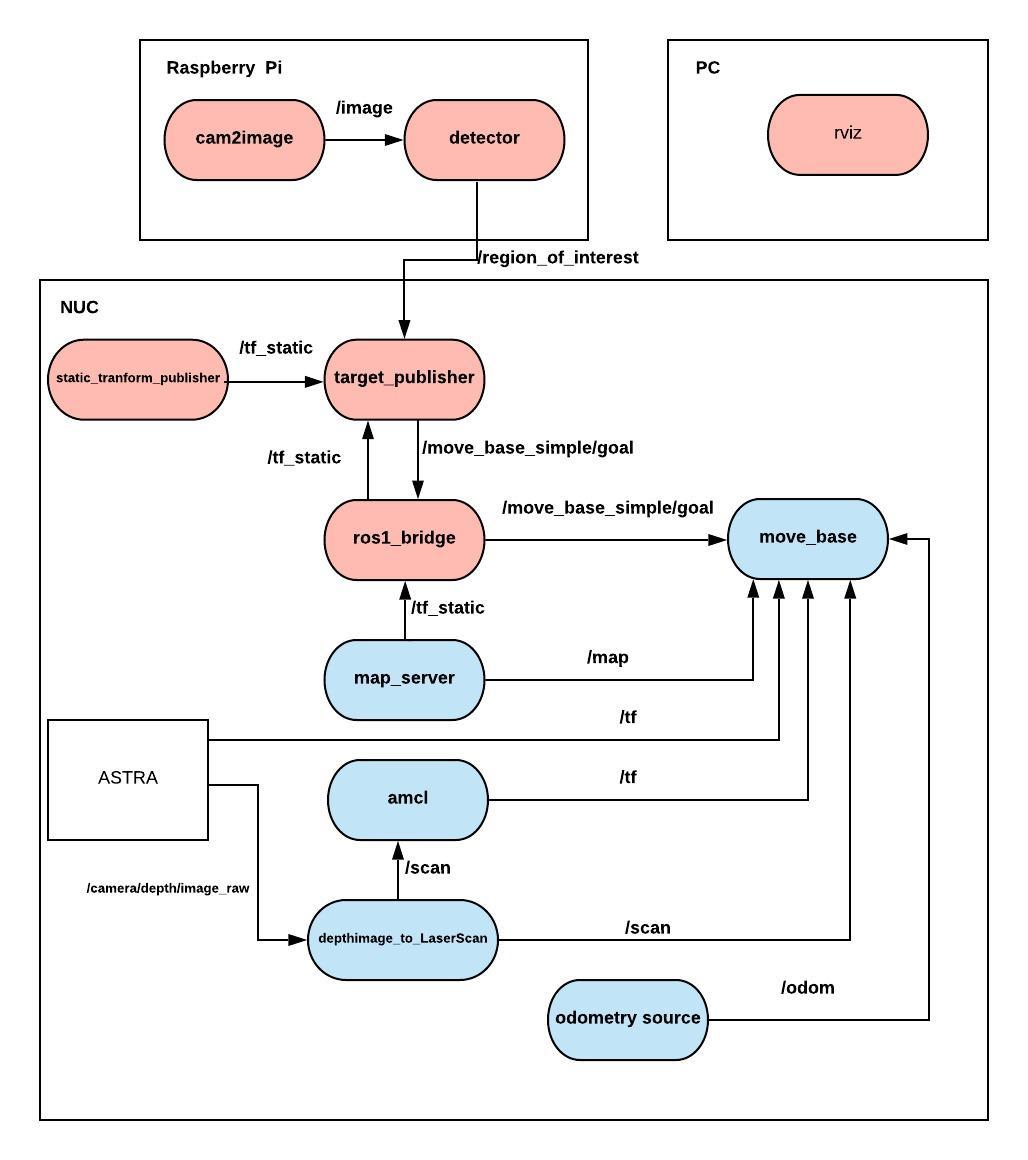 Raspberry Pi
PC
/image
cam2image
detector
rviz
/region_of_interest
NUC
/tf_static
static_tranform_publisher
target_publisher
/tf_static
/move_base_simple/goal
/move_base_simple/goal
ros1_bridge
move_base
/tf_static
map_server
/map
/tf
ASTRA
/tf
amcl
/scan
/camera/depth/image_raw
/scan
depthimage_to_LaserScan
/odom
odometry source